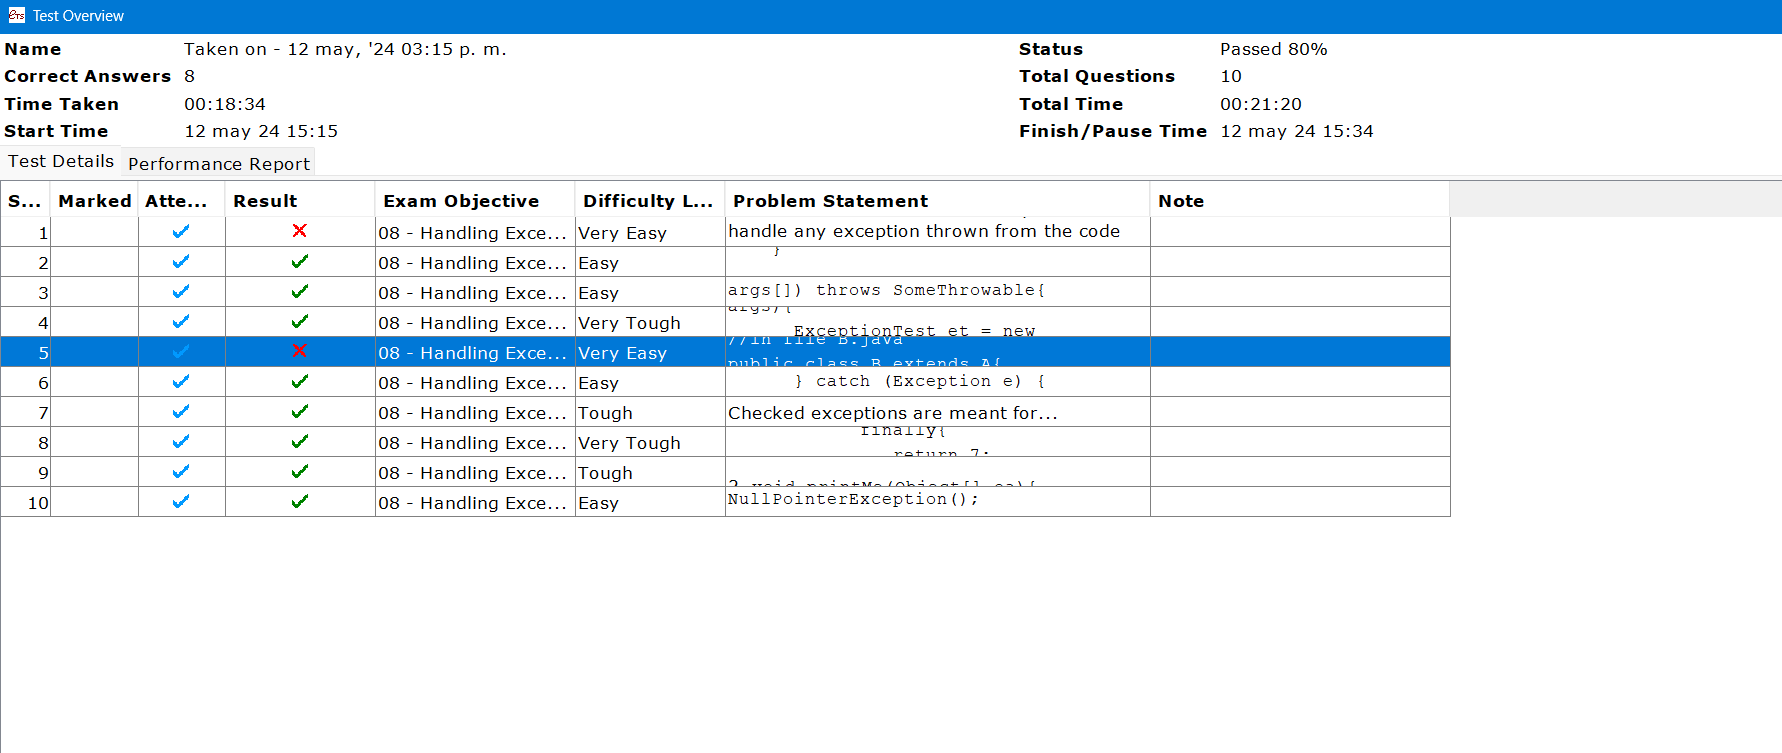 ETS Test Overview
Name Taken on - 12 may, '24 03:15 p. m. Status Passed 80%
Correct Answers 8 Total Questions 10
Time Taken 00:18:34 Total Time 00:21:20
Start Time 12 may 24 15:15 Finish/Pause Time 12 may 24 15:34
Test Details Performance Report
S... Marked Atte... Result Exam Objective Difficulty L... Problem Statement Note
1 08 - Handling Exce... Very Easy handle any exception thrown from the code
2 08 - Handling Exce... Easy }
3 08 - Handling Exce... Easy args[]) throws SomeThrowable{
4 08 - Handling Exce... Very Tough args){
ExceptionTest et = new
5 08 - Handling Exce... Very Easy //in file B.java
public class B extends A{
6 08 - Handling Exce... Easy } catch (Exception e) {
7 08 - Handling Exce... Tough Checked exceptions are meant for...
8 08 - Handling Exce... Very Tough finally{
return 7;
9 08 - Handling Exce... Tough 2 void printMe(Object[] oa){
10 08 - Handling Exce... Easy NullPointerException();